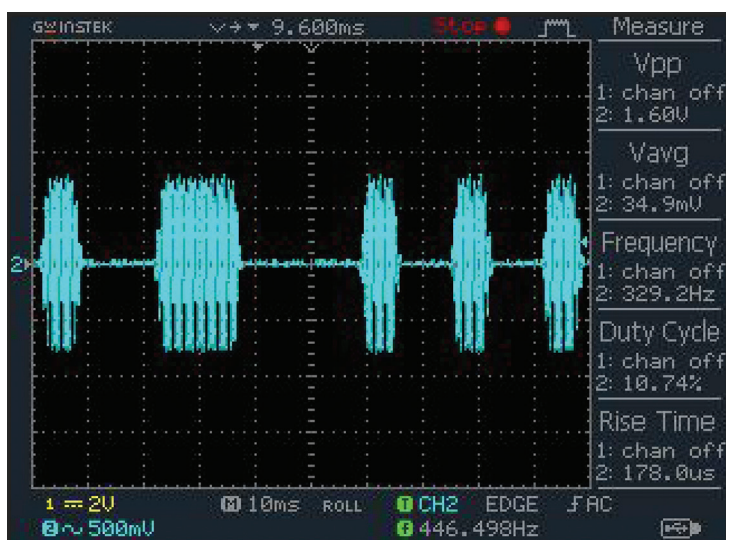 GWINSTEK 9.600ms Stop Measure
Vpp
1: chan off
2: 1.60V
Vavg
1: chan off
2: 34.9mV
Frequency
1: chan off
2: 329.2Hz
Duty Cycle
1: chan off
2: 10.74%
Rise Time
1: chan off
2: 178.0us
2
1 2V M 10ms ROLL T CH2 EDGE AC
2 500mV f 446.498Hz